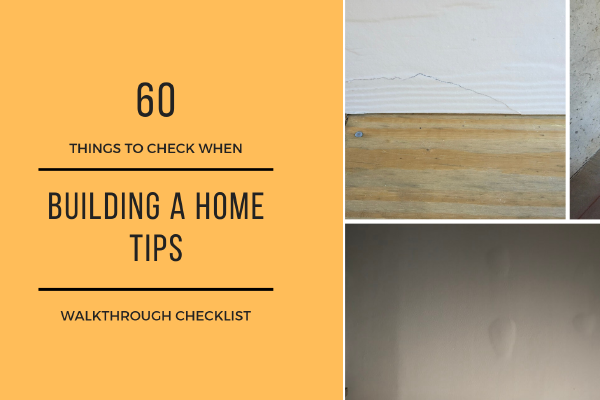 60
THINGS TO CHECK WHEN
BUILDING A HOME
TIPS
WALKTHROUGH CHECKLIST